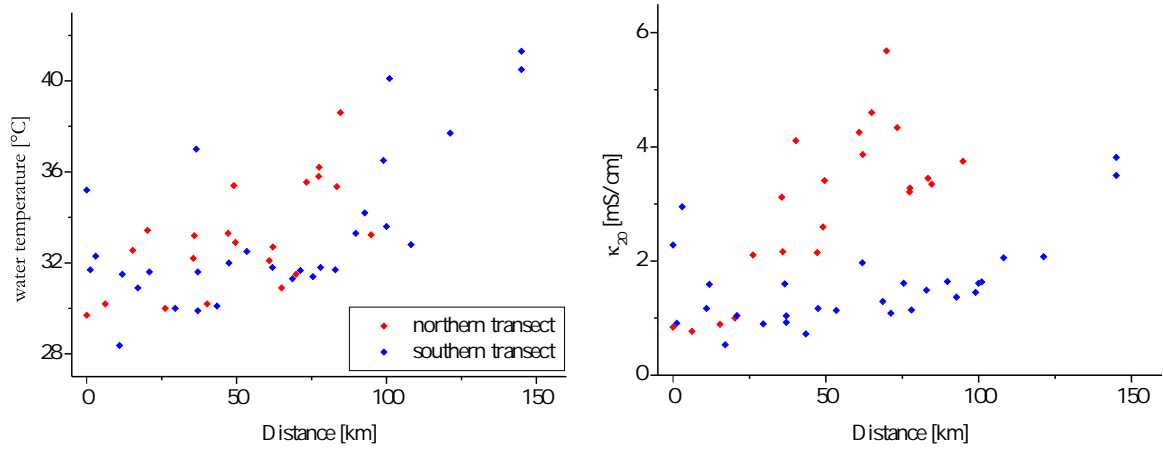 water temperature [°C]
40
36
32
28
0
50
100
150
Distance [km]
northern transect
southern transect
κ20 [mS/cm]
6
4
2
0
0
50
100
150
Distance [km]